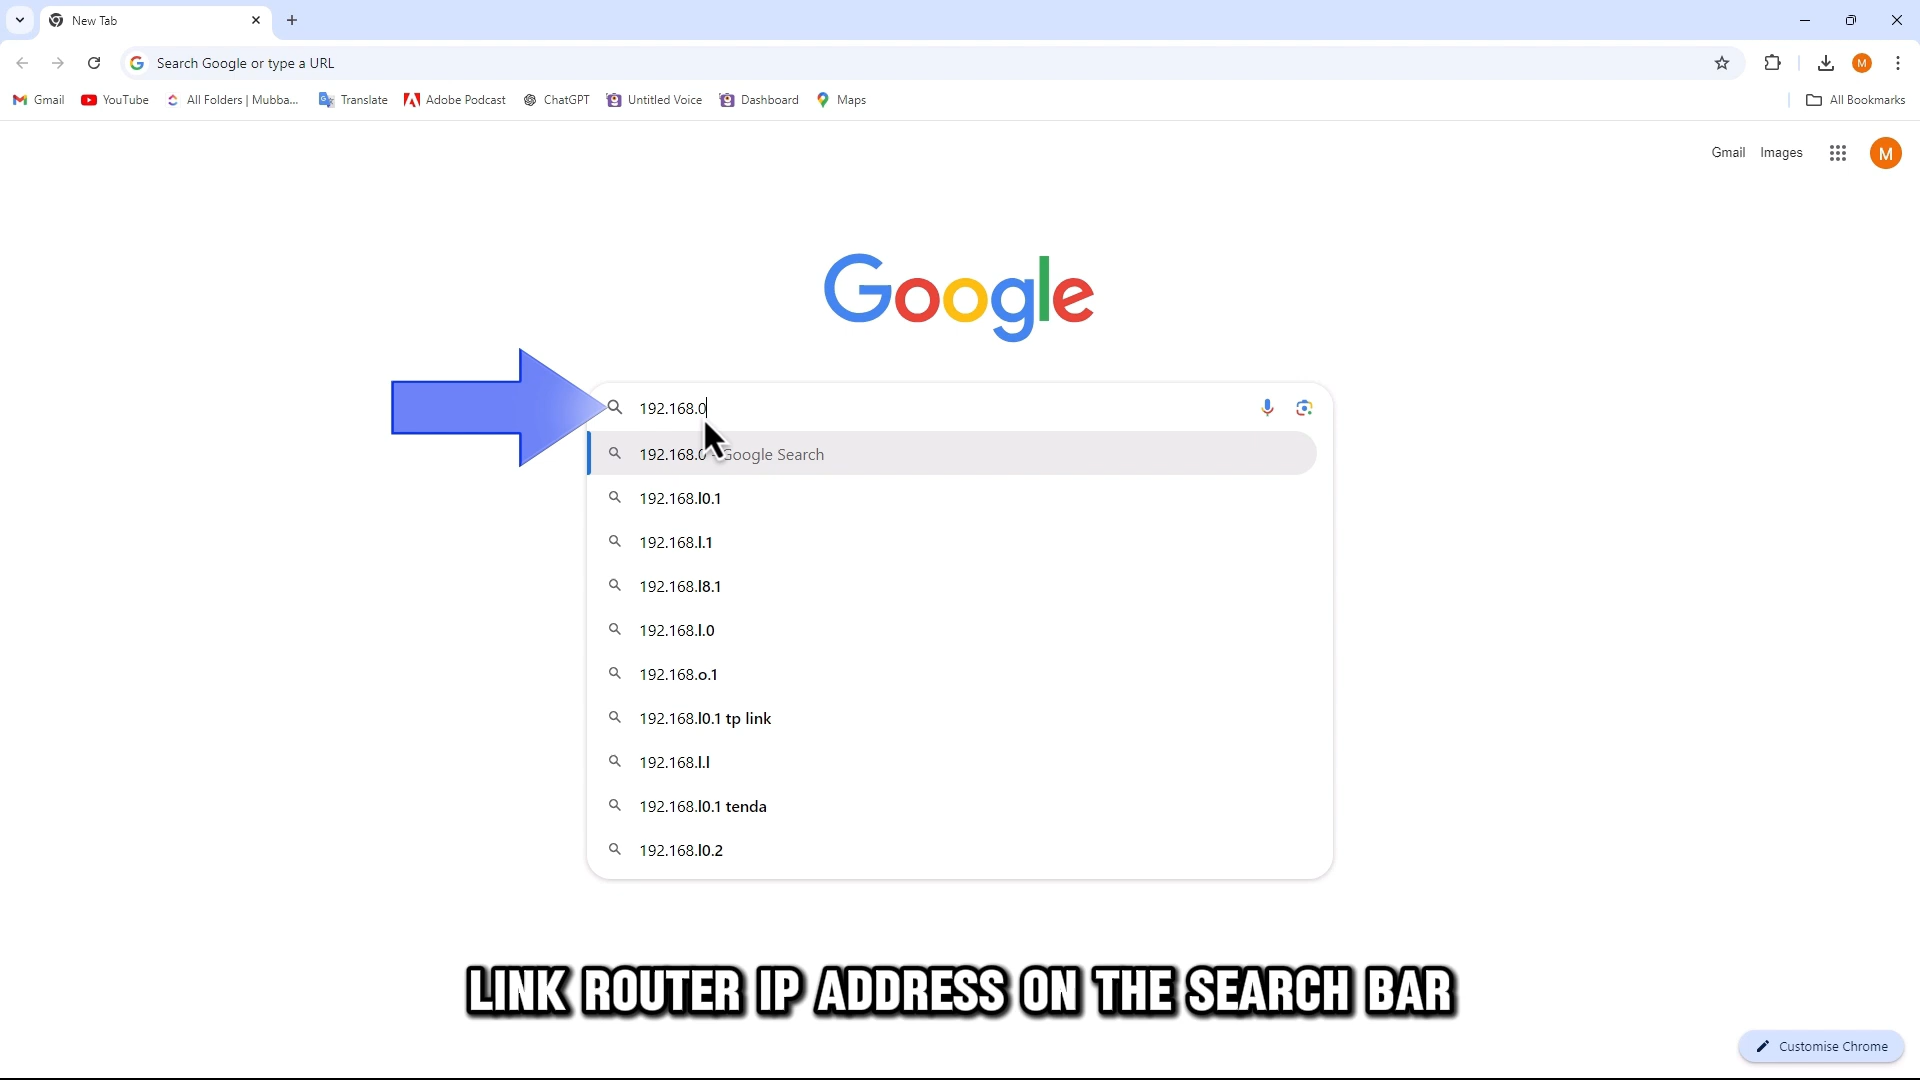 New Tab
Search Google or type a URL
Gmail YouTube All Folders | Mubba... Translate Adobe Podcast ChatGPT Untitled Voice Dashboard Maps All Bookmarks
M
Gmail Images M
Google
192.168.0
192.168.0 - Google Search
192.168.l0.1
192.168.l.1
192.168.l8.1
192.168.l.0
192.168.o.1
192.168.l0.1 tp link
192.168.l.l
192.168.l0.1 tenda
192.168.l0.2
LINK ROUTER IP ADDRESS ON THE SEARCH BAR
Customise Chrome